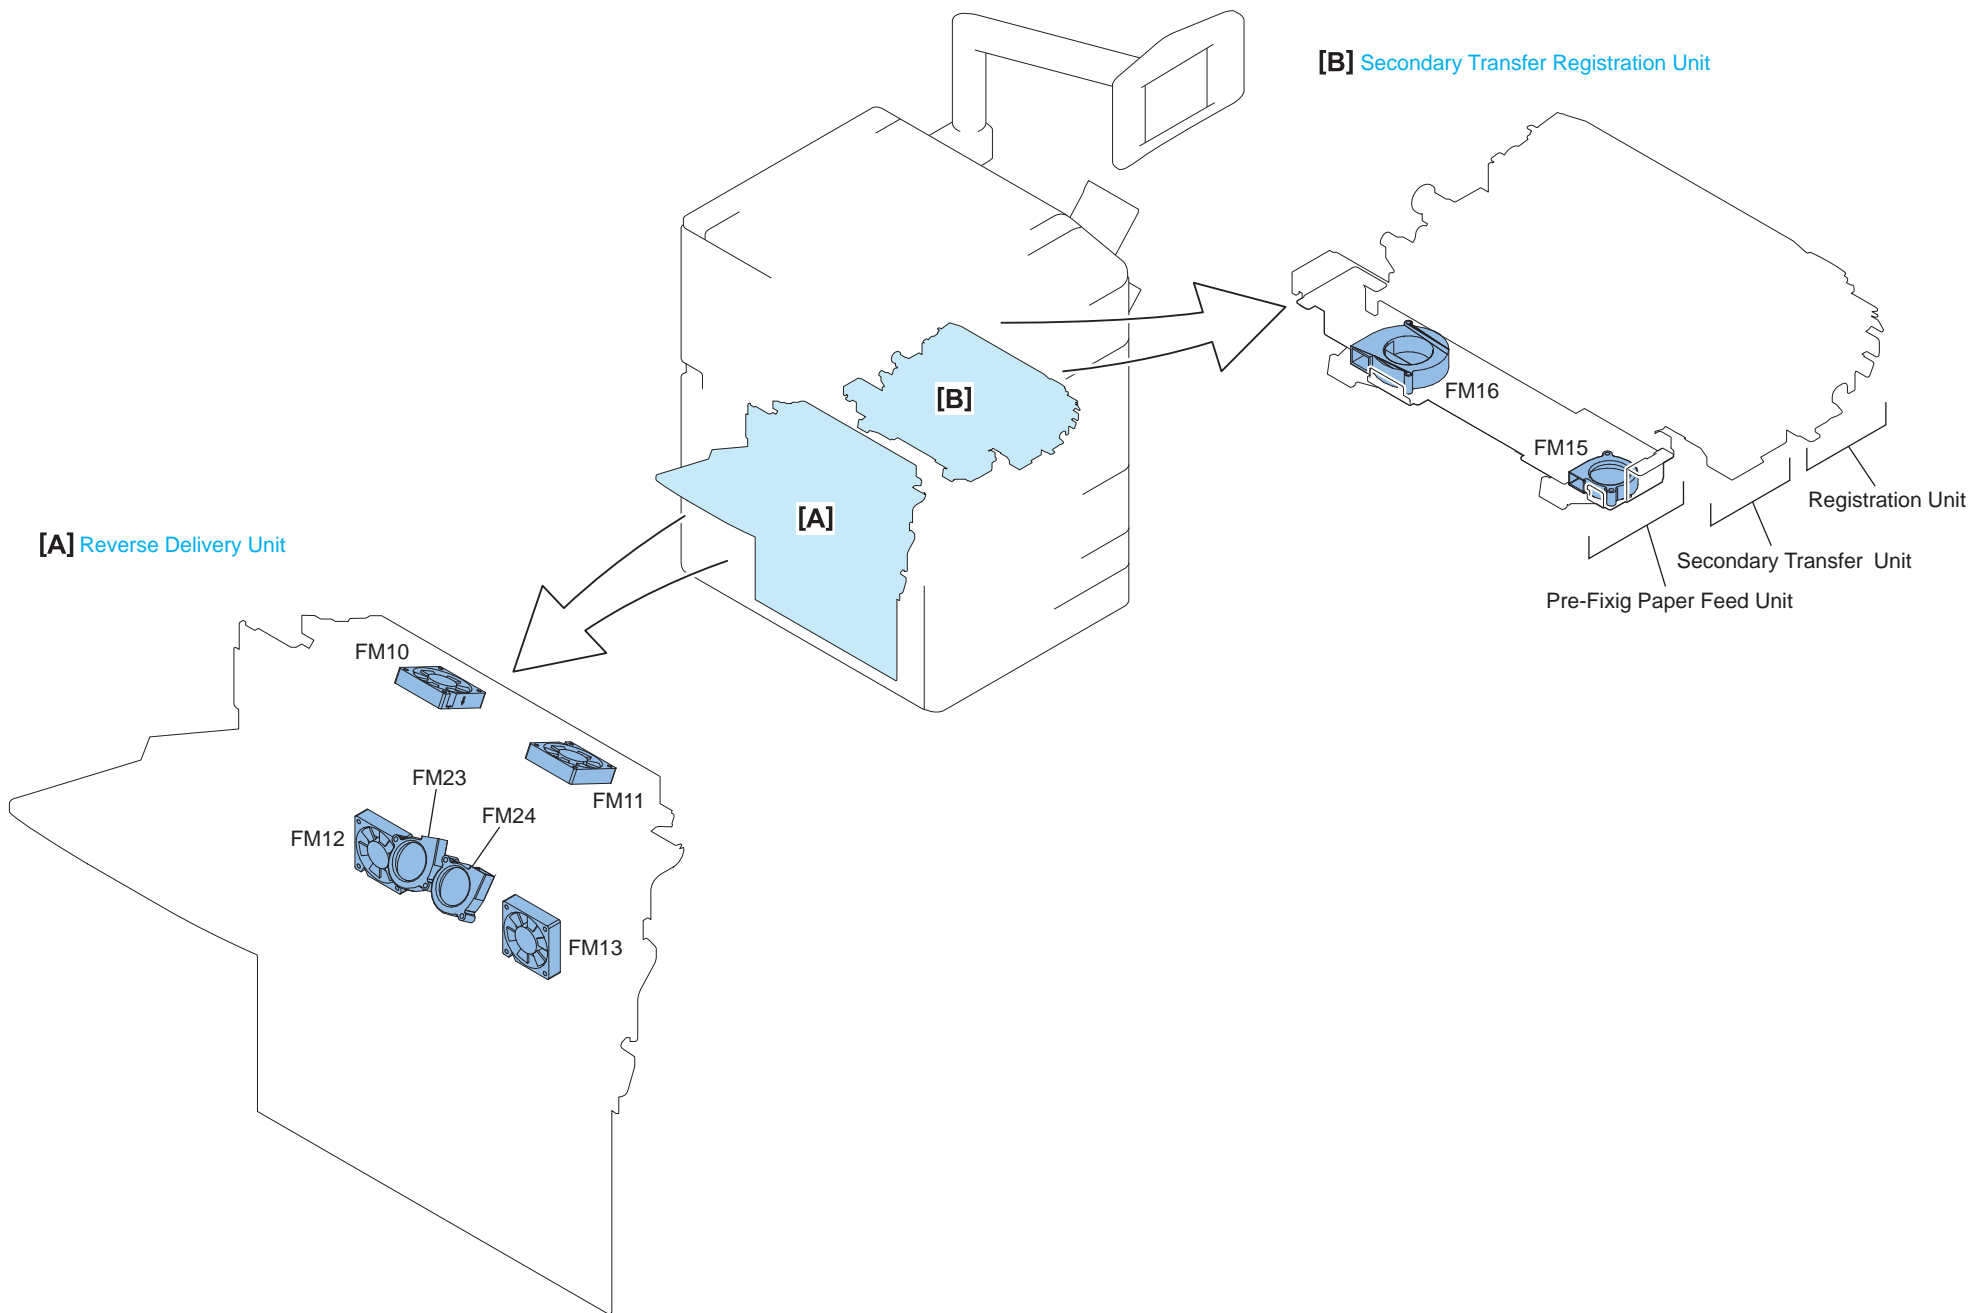 [B] Secondary Transfer Registration Unit
FM16
[B]
FM15
Registration Unit
[A]
[A] Reverse Delivery Unit
Secondary Transfer Unit
Pre-Fixig Paper Feed Unit
FM10
FM23
FM11
FM24
FM12
FM13